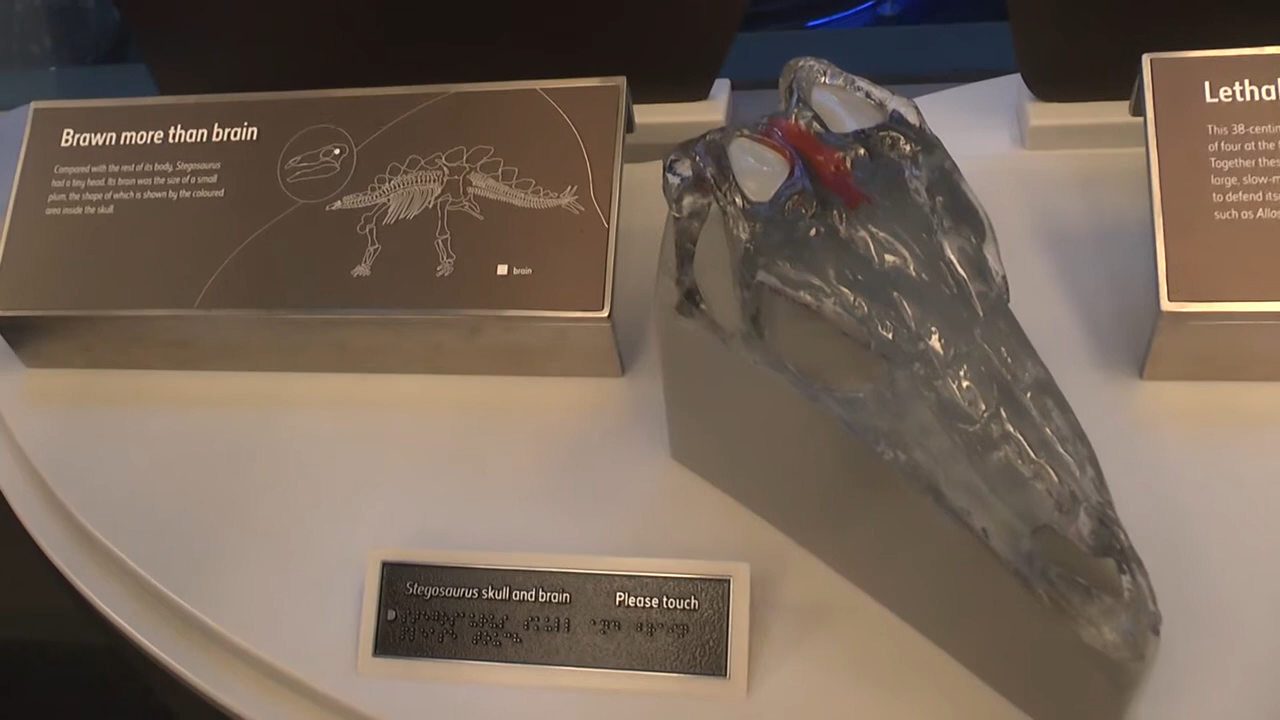 Brawn more than brain
Compared with the rest of its body, Stegosaurus
had a tiny head. Its brain was the size of a small
plum, the shape of which is shown by the coloured
area inside the skull.
brain
Stegosaurus skull and brain
Please touch
Lethal
This 38-centim
of four at the
Together thes
large, slow-m
to defend its
such as Allos